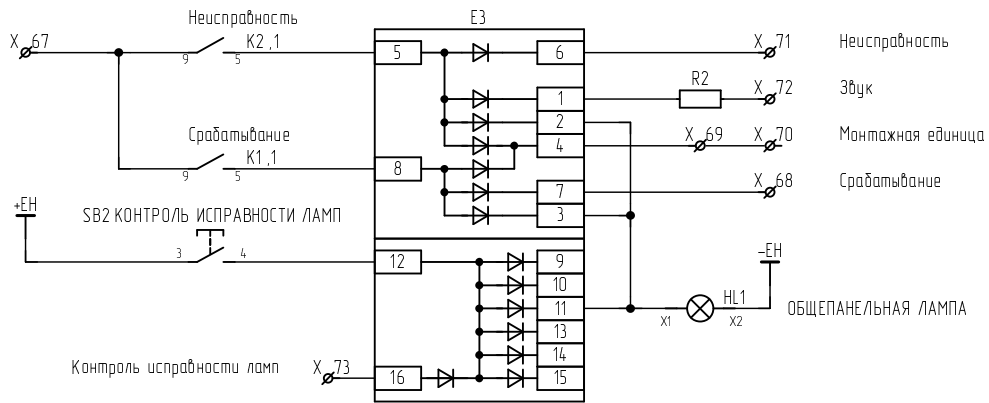 E3
Неисправность
X 67
K2,1
9 5
5
6
X 71
Неисправность
1
R2
X 72
Звук
2
Срабатывание
K1,1
9 5
8
4
X 69
X 70
Монтажная единица
7
X 68
Срабатывание
3
+ЕН
SB2 КОНТРОЛЬ ИСПРАВНОСТИ ЛАМП
3 4
12
9
–ЕН
10
11
X1
HL1
X2
ОБЩЕПАНЕЛЬНАЯ ЛАМПА
13
14
Контроль исправности ламп
X 73
16
15